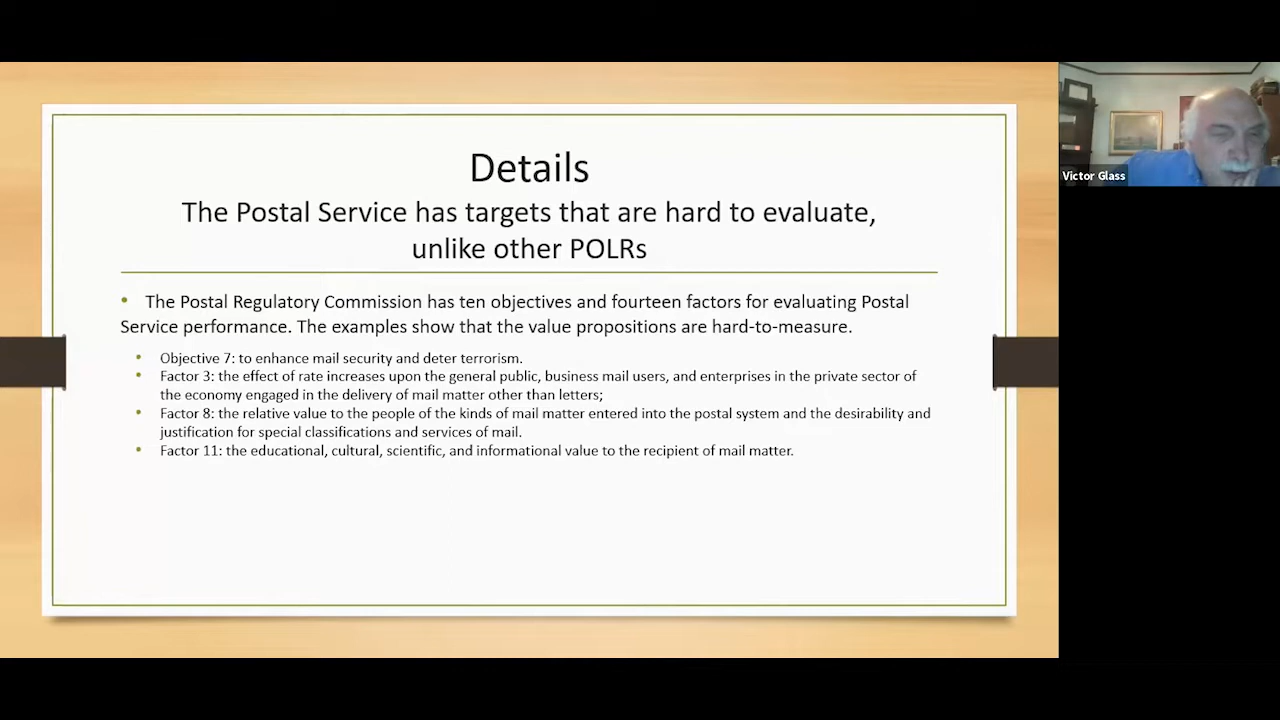 Details
The Postal Service has targets that are hard to evaluate,
unlike other POLRs
• The Postal Regulatory Commission has ten objectives and fourteen factors for evaluating Postal
Service performance. The examples show that the value propositions are hard-to-measure.
• Objective 7: to enhance mail security and deter terrorism.
• Factor 3: the effect of rate increases upon the general public, business mail users, and enterprises in the private sector of
the economy engaged in the delivery of mail matter other than letters;
• Factor 8: the relative value to the people of the kinds of mail matter entered into the postal system and the desirability and
justification for special classifications and services of mail.
• Factor 11: the educational, cultural, scientific, and informational value to the recipient of mail matter.
Victor Glass